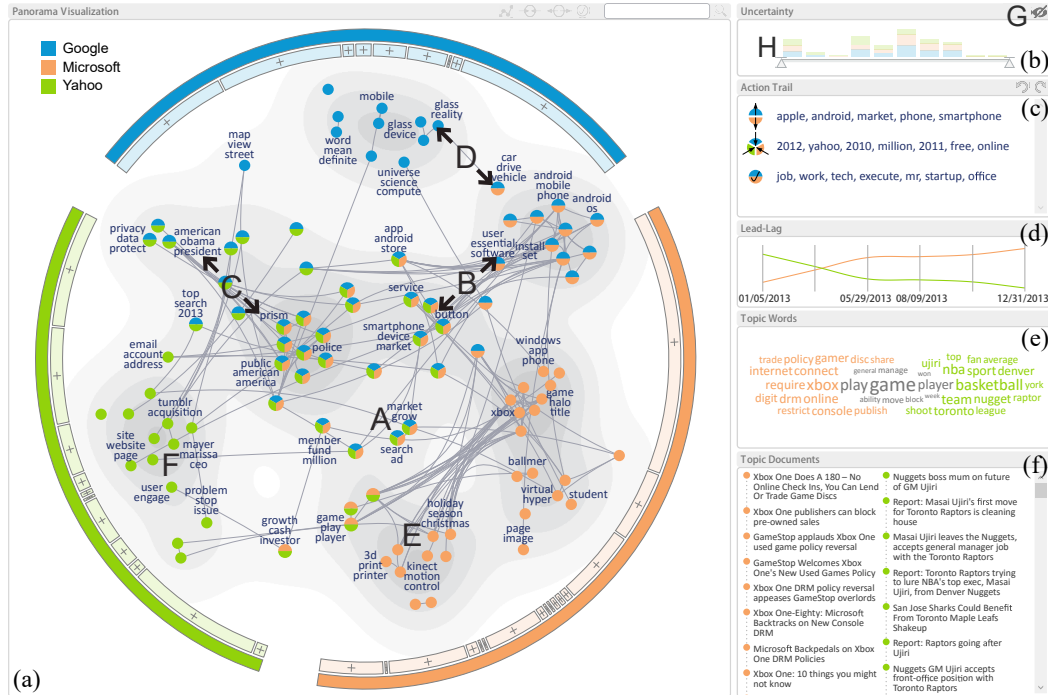 Panorama Visualization
Google
Microsoft
Yahoo
mobile
glass
reality
glass
device
word
mean
definite
map
view
street
D
car
drive
vehicle
universe
science
compute
android
mobile
phone
android
os
privacy
data
protect
american
obama
president
app
android
store
user
essential
software
install
set
C
B
top
search
2013
prism
service
button
police
smartphone
device
market
windows
app
phone
email
account
address
public
american
america
game
halo
title
xbox
tumblr
acquisition
A
market
grow
site
website
page
mayer
marissa
ceo
member
fund
million
search
ad
F
ballmer
virtual
hyper
student
user
engage
problem
stop
issue
holiday
season
christmas
growth
cash
investor
game
play
player
E
page
image
3d
print
printer
kinect
motion
control
(a)
Uncertainty
G
H
(b)
Action Trail
(c)
apple, android, market, phone, smartphone
2012, yahoo, 2010, million, 2011, free, online
job, work, tech, execute, mr, startup, office
Lead-Lag
(d)
01/05/2013 05/29/2013 08/09/2013 12/31/2013
Topic Words
(e)
trade policy gamer disc share ujiri top fan average
internet connect general manage won nba sport denver
require xbox play game player basketball york
digit drm online ability move block week team nugget raptor
restrict console publish shoot toronto league
Topic Documents
(f)
Xbox One Does A 180 – No
Online Check Ins, You Can Lend
Or Trade Game Discs
Xbox One publishers can block
pre-owned sales
GameStop applauds Xbox One
used game policy reversal
GameStop Welcomes Xbox
One's New Used Games Policy
Xbox One DRM policy reversal
appeases GameStop overlords
Xbox One-Eighty: Microsoft
Backtracks on New Console
DRM
Microsoft Backpedals on Xbox
One DRM Policies
Xbox One: 10 things you might
not know
Nuggets boss mum on future
of GM Ujiri
Report: Masai Ujiri's first move
for Toronto Raptors is cleaning
house
Masai Ujiri leaves the Nuggets,
accepts general manager job with
the Toronto Raptors
Report: Toronto Raptors trying
to lure NBA's top exec, Masai
Ujiri, from Denver Nuggets
San Jose Sharks Could Benefit
From Toronto Maple Leafs
Shakeup
Report: Raptors going after
Ujiri
Nuggets GM Ujiri accepts
front-office position with
Toronto Raptors